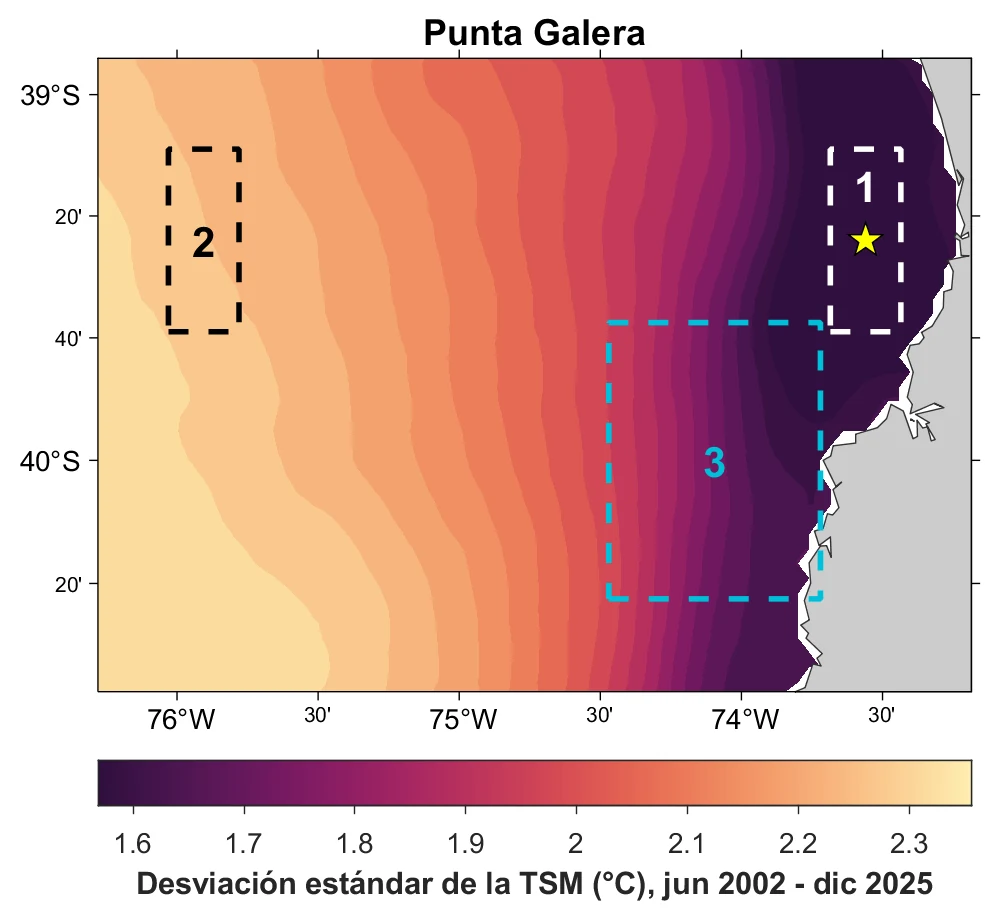 Punta Galera
39°S
20'
40'
40°S
20'
1
2
3
76°W 30' 75°W 30' 74°W 30'
1.6 1.7 1.8 1.9 2 2.1 2.2 2.3
Desviación estándar de la TSM (°C), jun 2002 - dic 2025